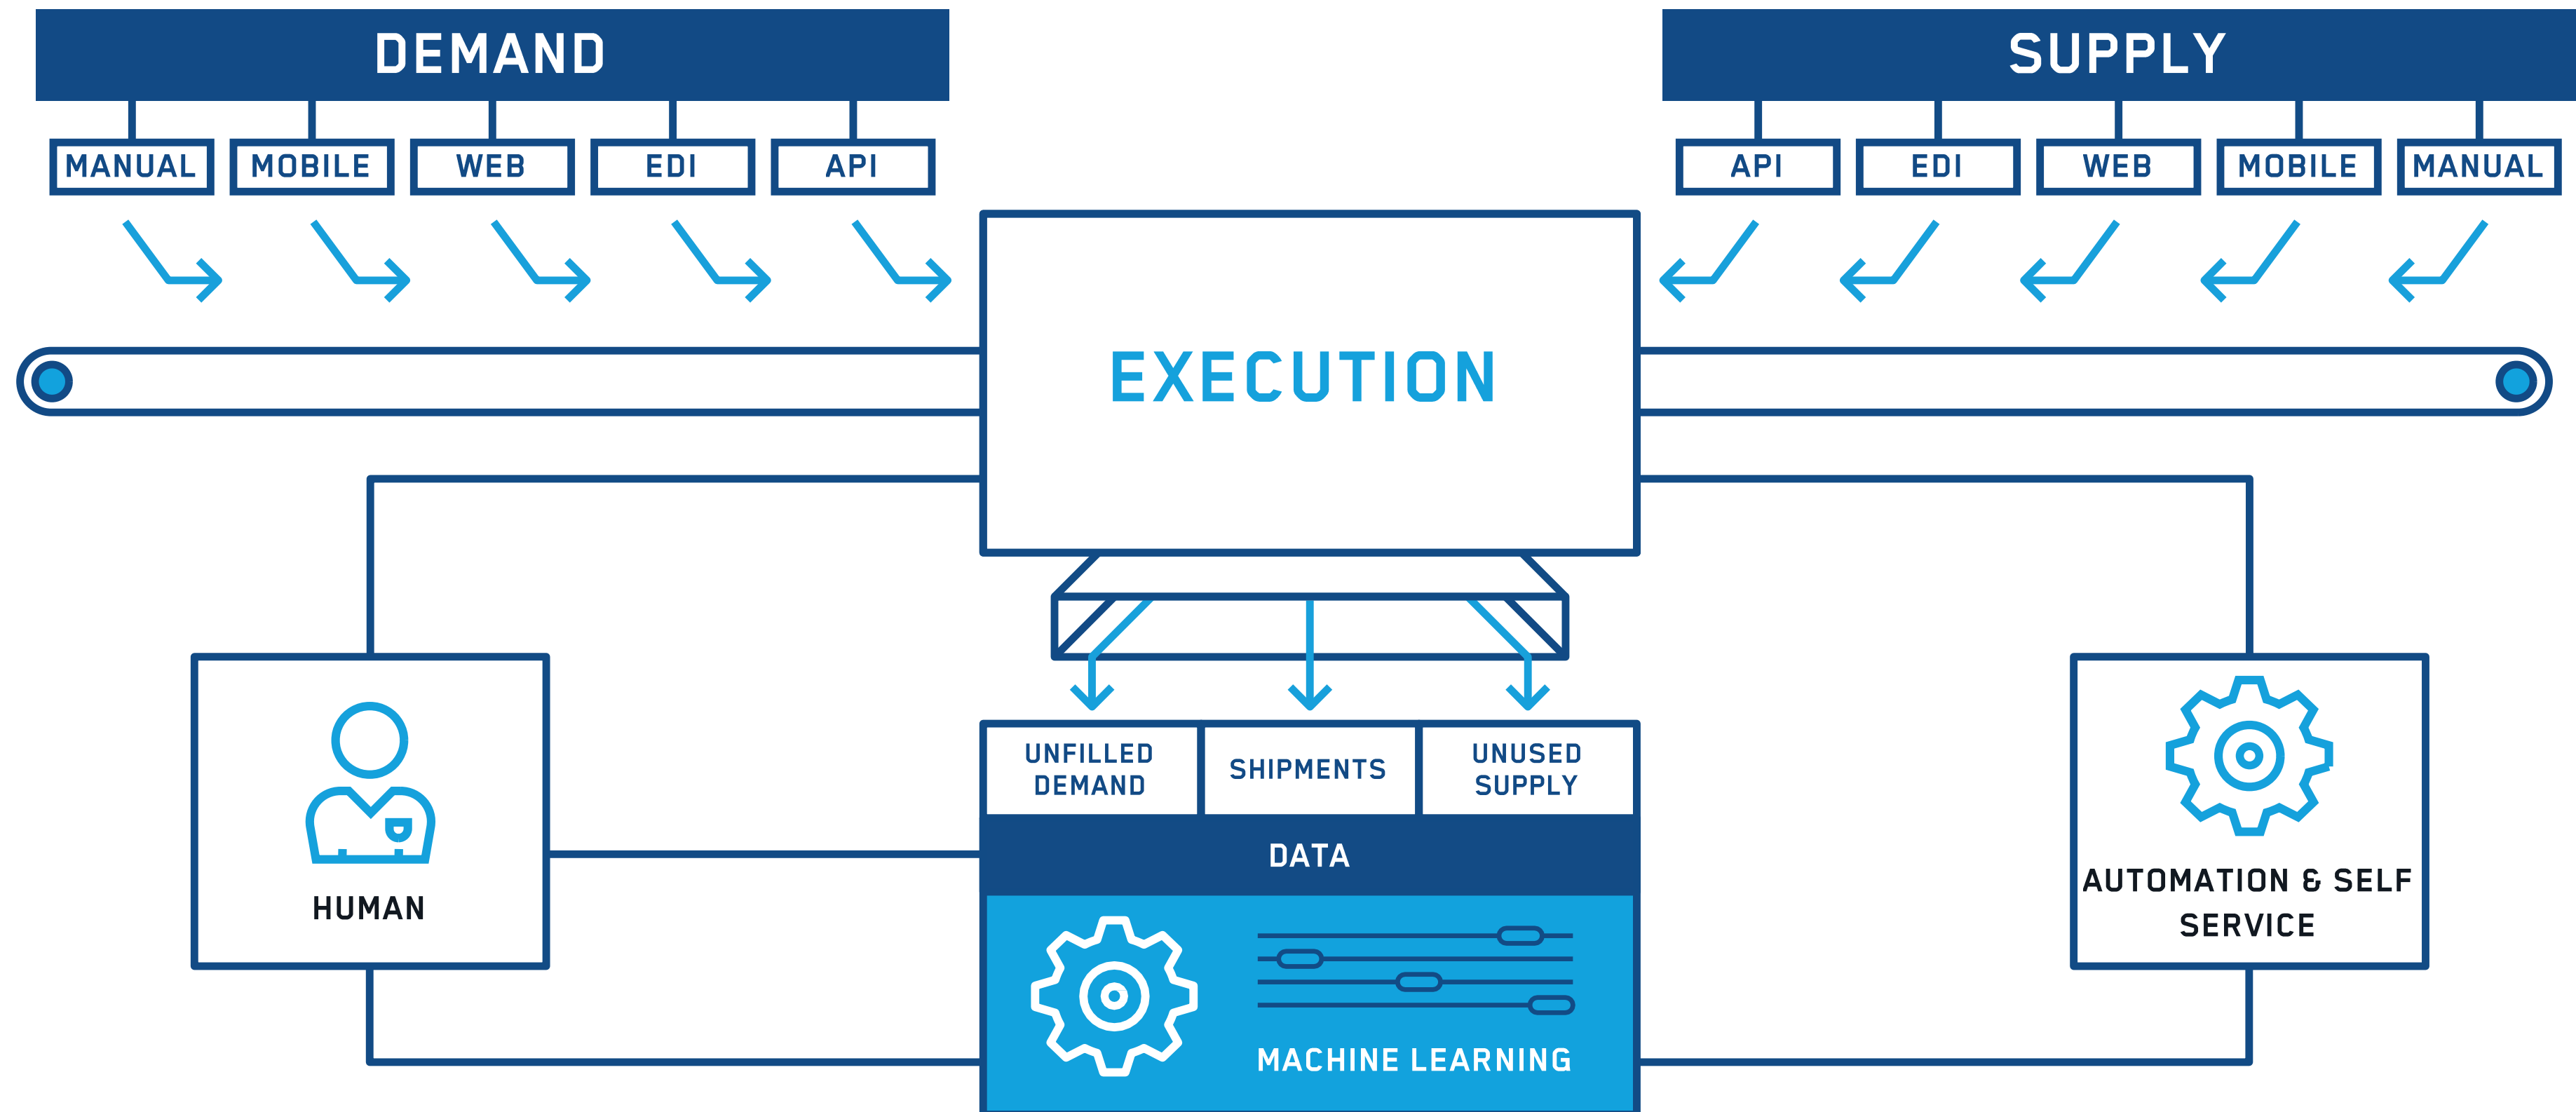 DEMAND
SUPPLY
MANUAL
MOBILE
WEB
EDI
API
API
EDI
WEB
MOBILE
MANUAL
EXECUTION
UNFILLED
DEMAND
SHIPMENTS
UNUSED
SUPPLY
DATA
HUMAN
AUTOMATION & SELF
SERVICE
MACHINE LEARNING